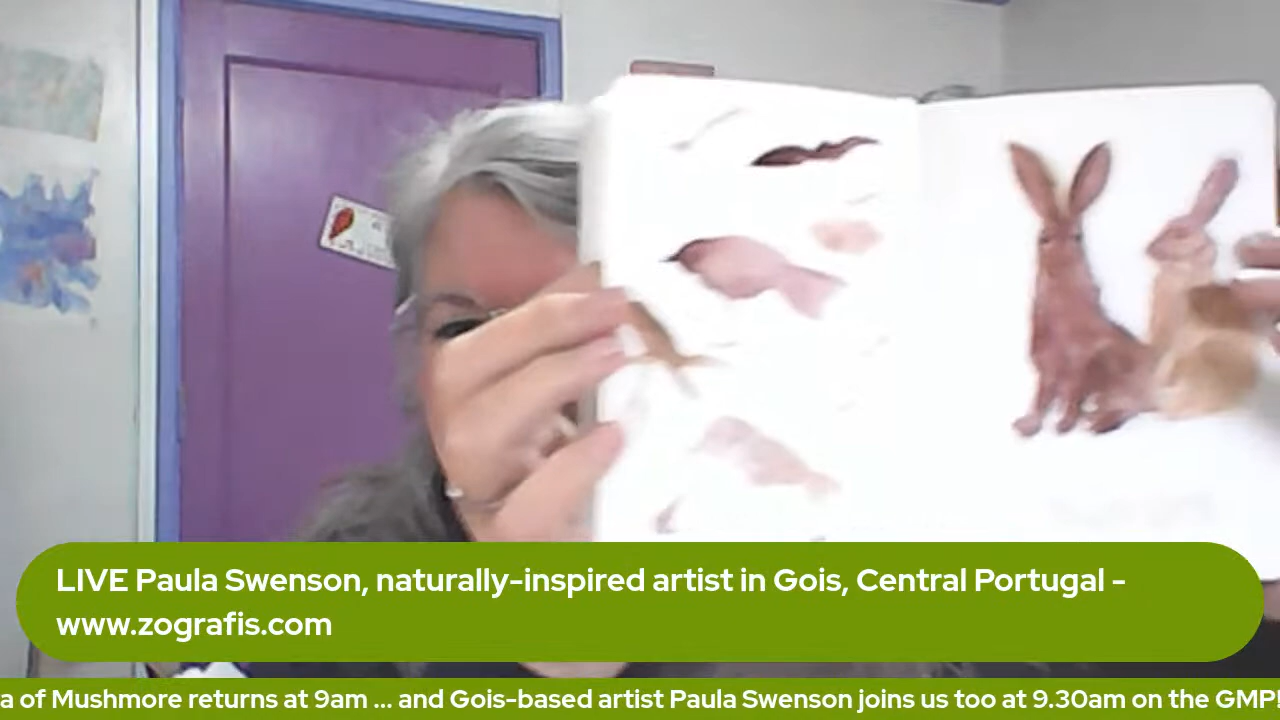 LIVE Paula Swenson, naturally-inspired artist in Gois, Central Portugal -
www.zografis.com
a of Mushmore returns at 9am ... and Gois-based artist Paula Swenson joins us too at 9.30am on the GMP!